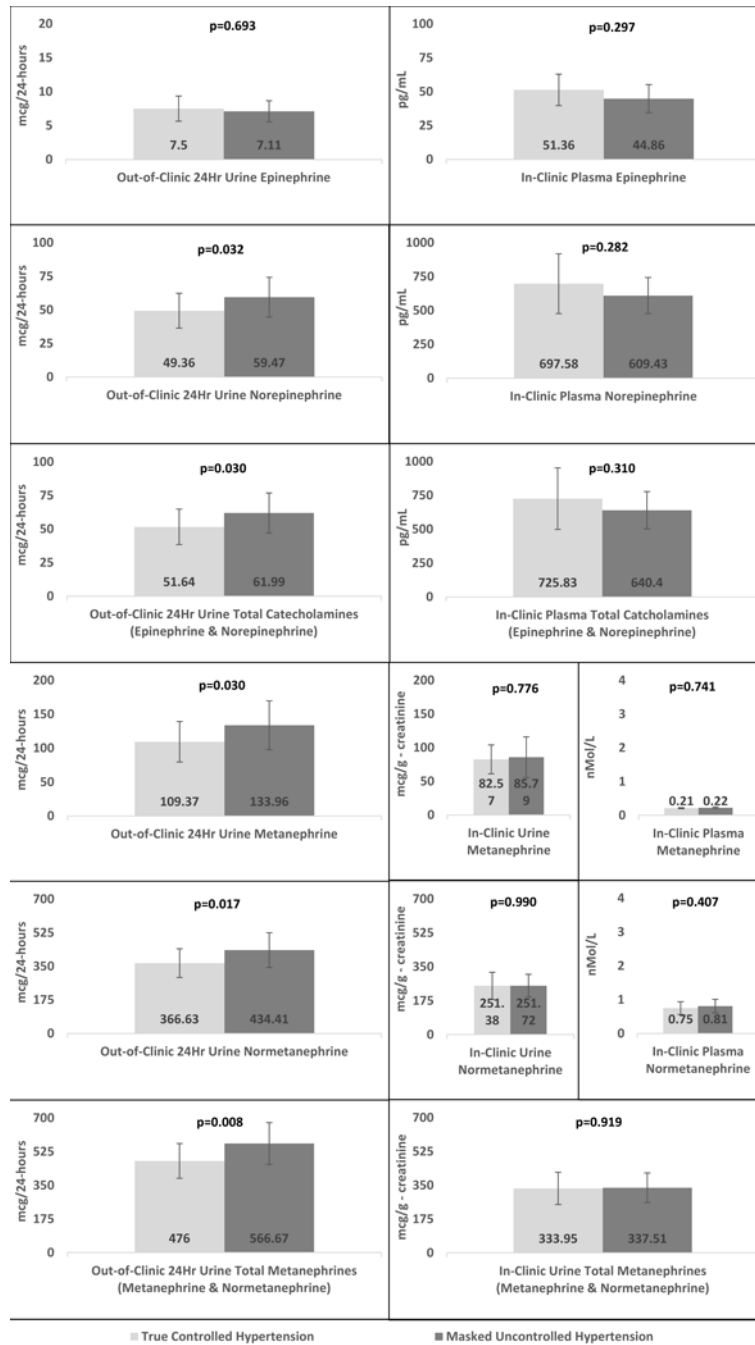 mcg/24-hours
20
15
10
5
0
p=0.693
7.5
7.11
Out-of-Clinic 24Hr Urine Epinephrine
pg/mL
100
75
50
25
0
p=0.297
51.36
44.86
In-Clinic Plasma Epinephrine
mcg/24-hours
100
75
50
25
0
p=0.032
49.36
59.47
Out-of-Clinic 24Hr Urine Norepinephrine
pg/mL
1000
750
500
250
0
p=0.282
697.58
609.43
In-Clinic Plasma Norepinephrine
mcg/24-hours
100
75
50
25
0
p=0.030
51.64
61.99
Out-of-Clinic 24Hr Urine Total Catecholamines
(Epinephrine & Norepinephrine)
pg/mL
1000
750
500
250
0
p=0.310
725.83
640.4
In-Clinic Plasma Total Catcholamines
(Epinephrine & Norepinephrine)
mcg/24-hours
200
150
100
50
0
p=0.030
109.37
133.96
Out-of-Clinic 24Hr Urine Metanephrine
mcg/g - creatinine
200
150
100
50
0
p=0.776
82.5
7
85.7
9
In-Clinic Urine
Metanephrine
nMol/L
4
3
2
1
0
p=0.741
0.21
0.22
In-Clinic Plasma
Metanephrine
mcg/24-hours
700
525
350
175
0
p=0.017
366.63
434.41
Out-of-Clinic 24Hr Urine Normetanephrine
mcg/g - creatinine
700
525
350
175
0
p=0.990
251.
38
251.
72
In-Clinic Urine
Normetanephrine
nMol/L
4
3
2
1
0
p=0.407
0.75
0.81
In-Clinic Plasma
Normetanephrine
mcg/24-hours
700
525
350
175
0
p=0.008
476
566.67
Out-of-Clinic 24Hr Urine Total Metanephrines
(Metanephrine & Normetanephrine)
mcg/g - creatinine
700
525
350
175
0
p=0.919
333.95
337.51
In-Clinic Urine Total Metanephrines
(Metanephrine & Normetanephrine)
True Controlled Hypertension
Masked Uncontrolled Hypertension